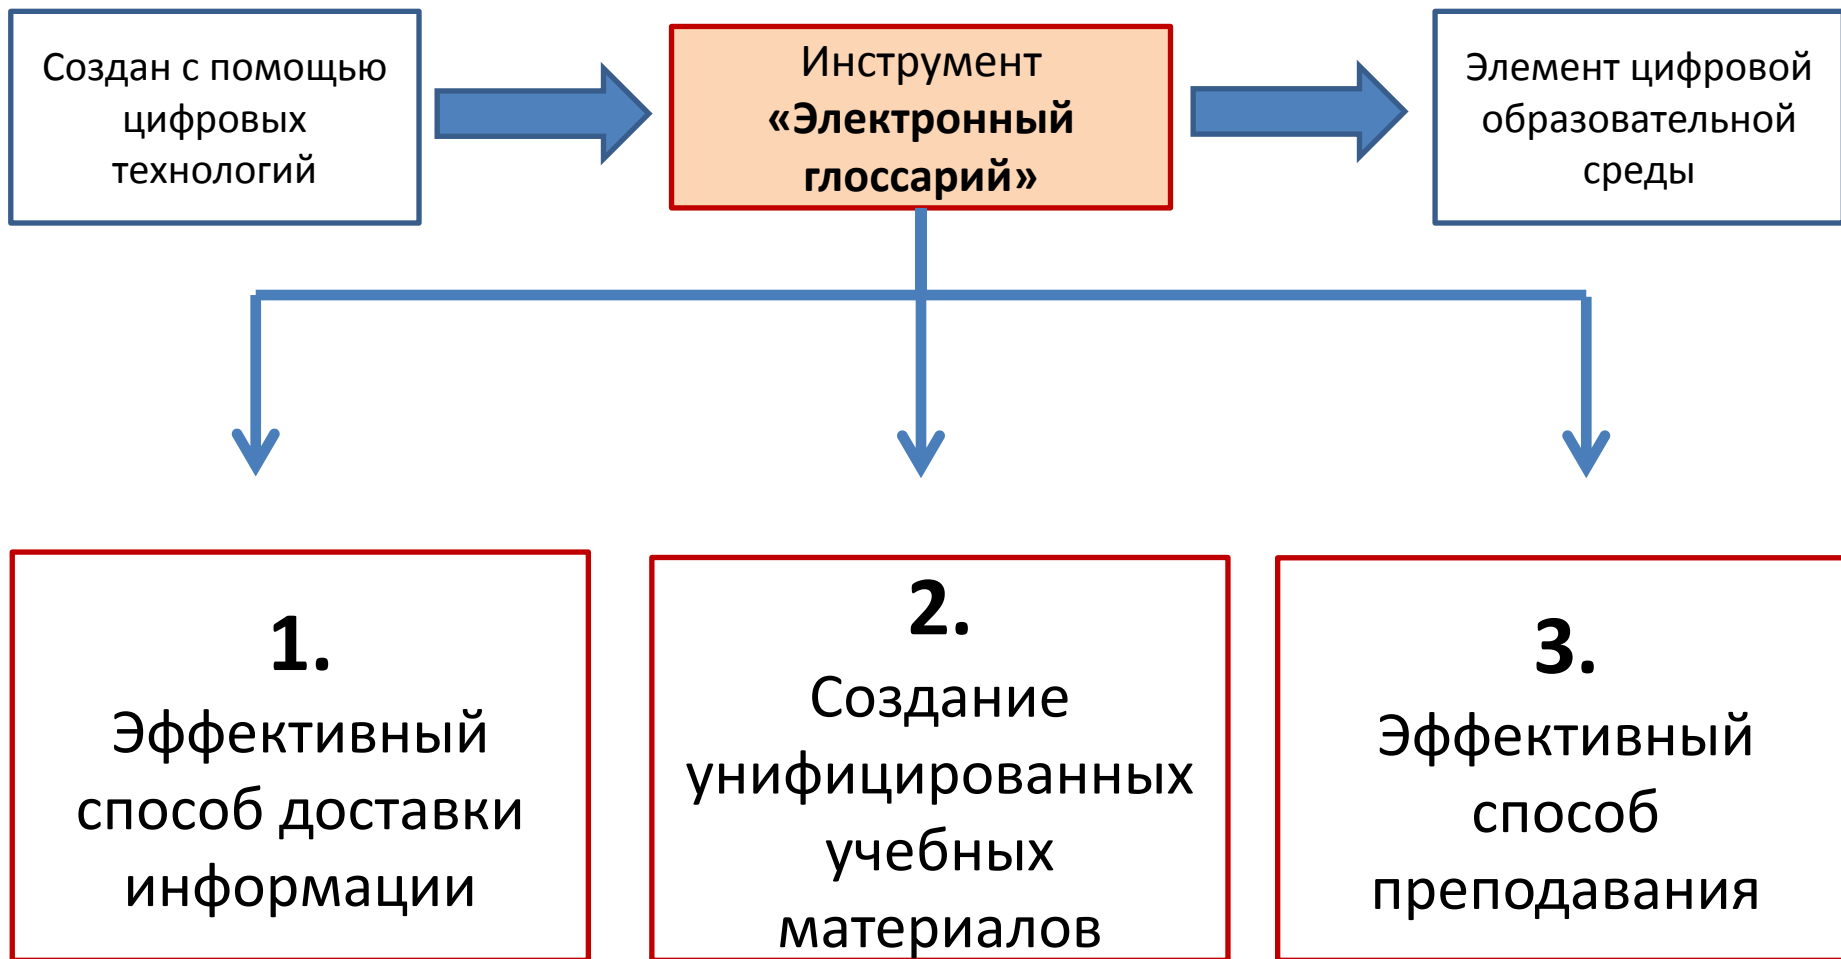 Создан с помощью
цифровых
технологий
Инструмент
«Электронный
глоссарий»
Элемент цифровой
образовательной
среды
1.
Эффективный
способ доставки
информации
2.
Создание
унифицированных
учебных
материалов
3.
Эффективный
способ
преподавания